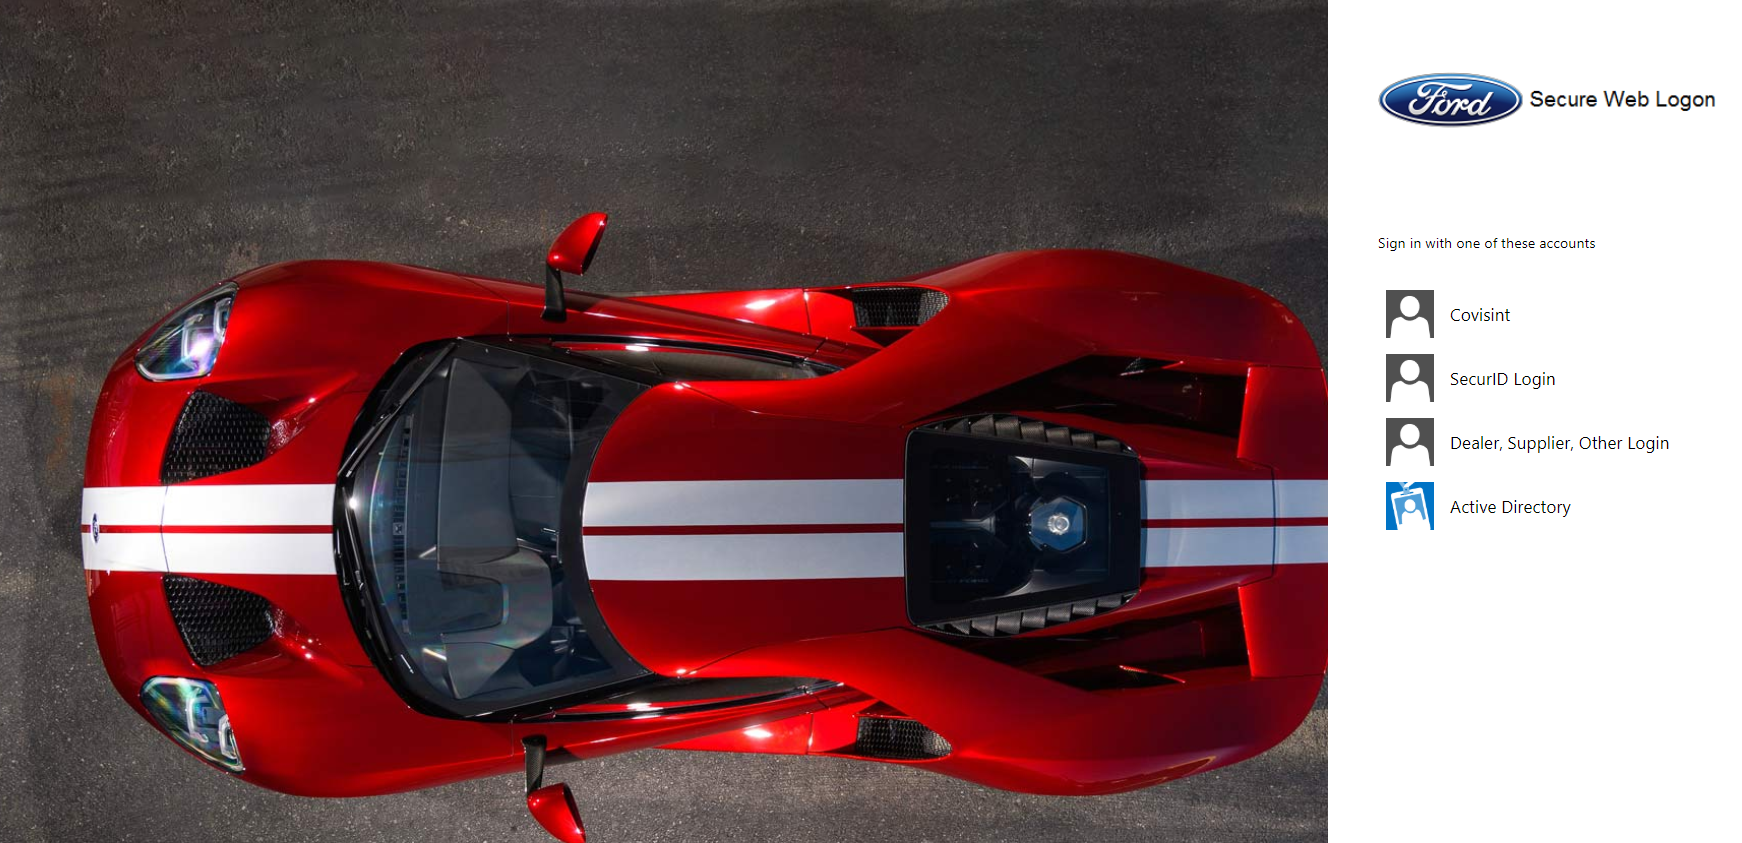 Ford Secure Web Logon
Sign in with one of these accounts
Covisint
SecurID Login
Dealer, Supplier, Other Login
Active Directory